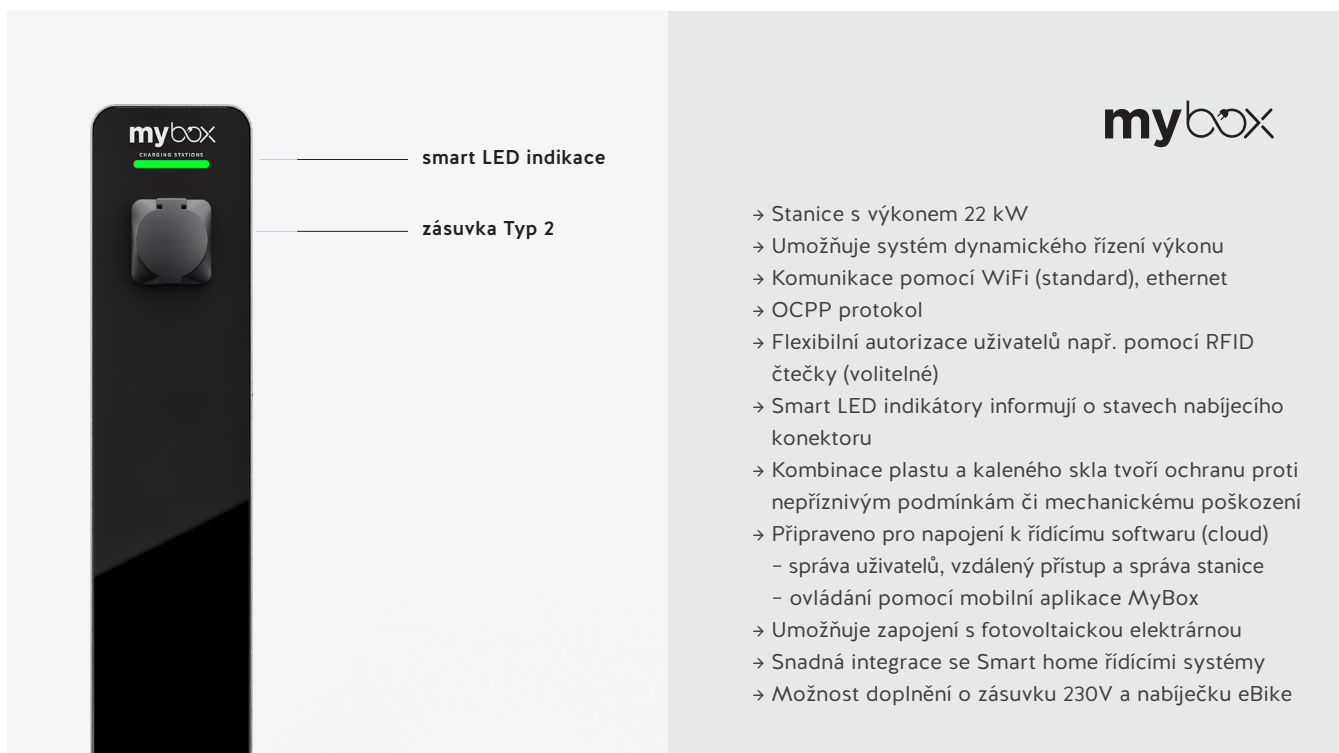 mybox
CHARGING STATIONS
smart LED indikace
zásuvka Typ 2
mybox
→ Stanice s výkonem 22 kW
→ Umožňuje systém dynamického řízení výkonu
→ Komunikace pomocí WiFi (standard), ethernet
→ OCPP protokol
→ Flexibilní autorizace uživatelů např. pomocí RFID
čtečky (volitelné)
→ Smart LED indikátory informují o stavech nabíjecího
konektoru
→ Kombinace plastu a kaleného skla tvoří ochranu proti
nepříznivým podmínkám či mechanickému poškození
→ Připraveno pro napojení k řídícímu softwaru (cloud)
– správa uživatelů, vzdálený přístup a správa stanice
– ovládání pomocí mobilní aplikace MyBox
→ Umožňuje zapojení s fotovoltaickou elektrárnou
→ Snadná integrace se Smart home řídícími systémy
→ Možnost doplnění o zásuvku 230V a nabíječku eBike